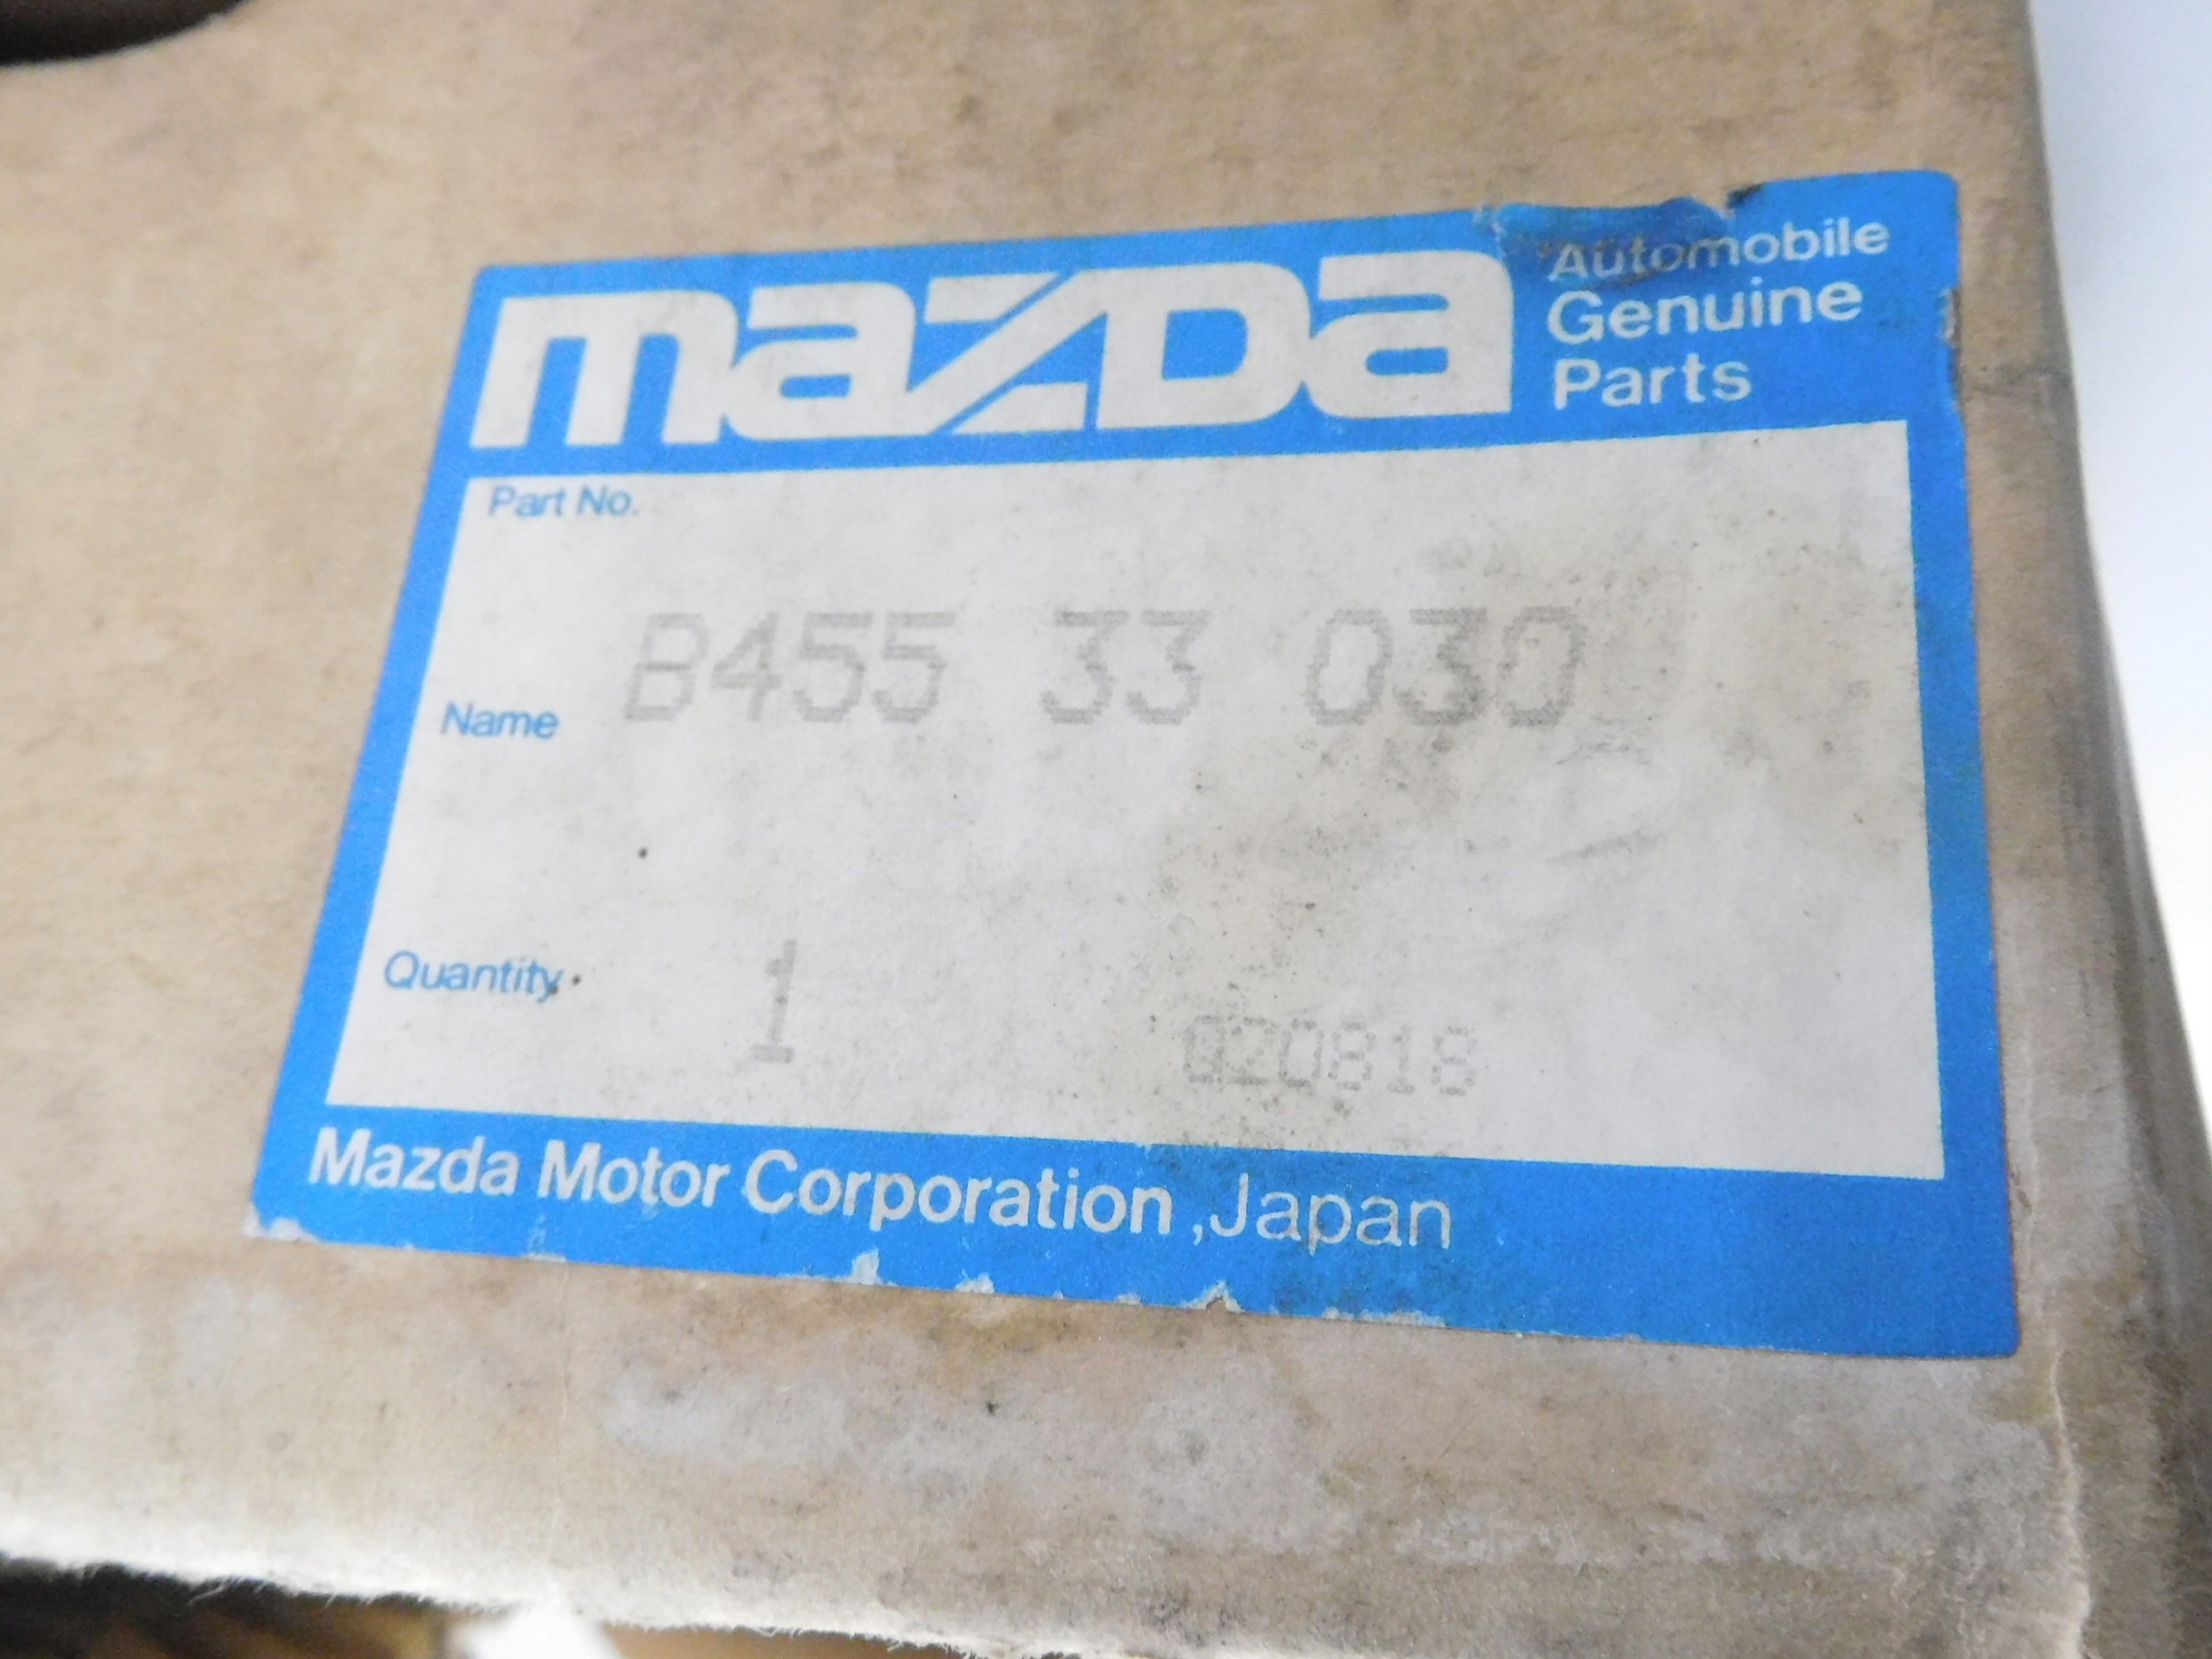 mazda
Automobile
Genuine
Parts
Part No.
B455 33 030
Name
Quantity 1 020818
Mazda Motor Corporation, Japan